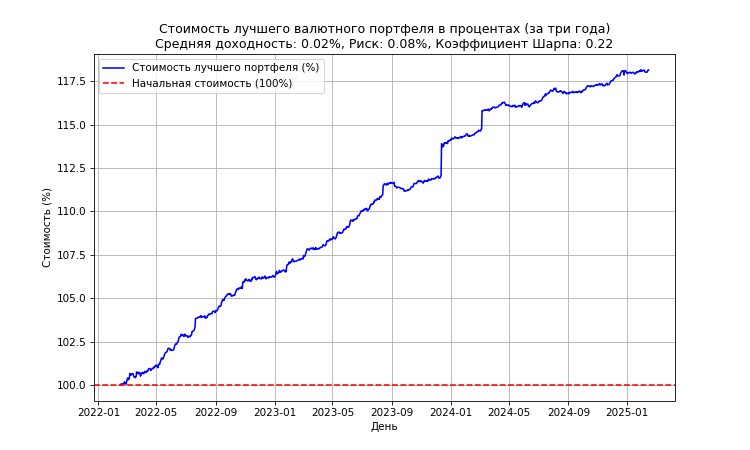 Стоимость лучшего валютного портфеля в процентах (за три года)
Средняя доходность: 0.02%, Риск: 0.08%, Коэффициент Шарпа: 0.22
Стоимость лучшего портфеля (%)
Начальная стоимость (100%)
Стоимость (%)
117.5
115.0
112.5
110.0
107.5
105.0
102.5
100.0
2022-01 2022-05 2022-09 2023-01 2023-05 2023-09 2024-01 2024-05 2024-09 2025-01
День